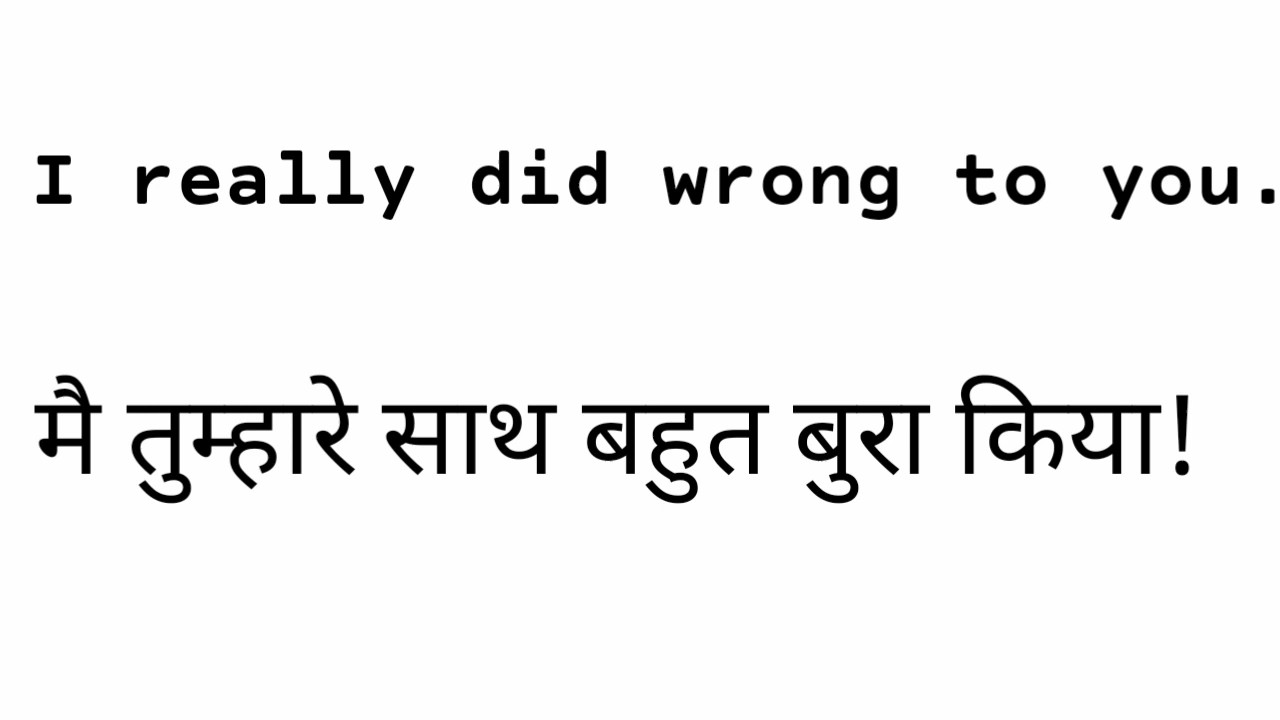 I really did wrong to you.
मै तुम्हारे साथ बहुत बुरा किया!